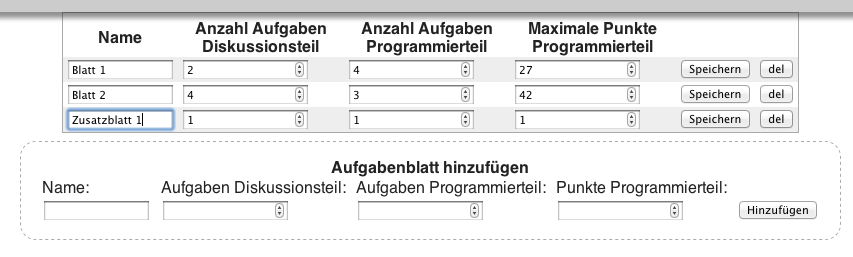 Name Anzahl Aufgaben Diskussionsteil Anzahl Aufgaben Programmierteil Maximale Punkte Programmierteil
Blatt 1 2 4 27 Speichern del
Blatt 2 4 3 42 Speichern del
Zusatzblatt 1 1 1 1 Speichern del
Aufgabenblatt hinzufügen
Name: Aufgaben Diskussionsteil: Aufgaben Programmierteil: Punkte Programmierteil:
Hinzufügen